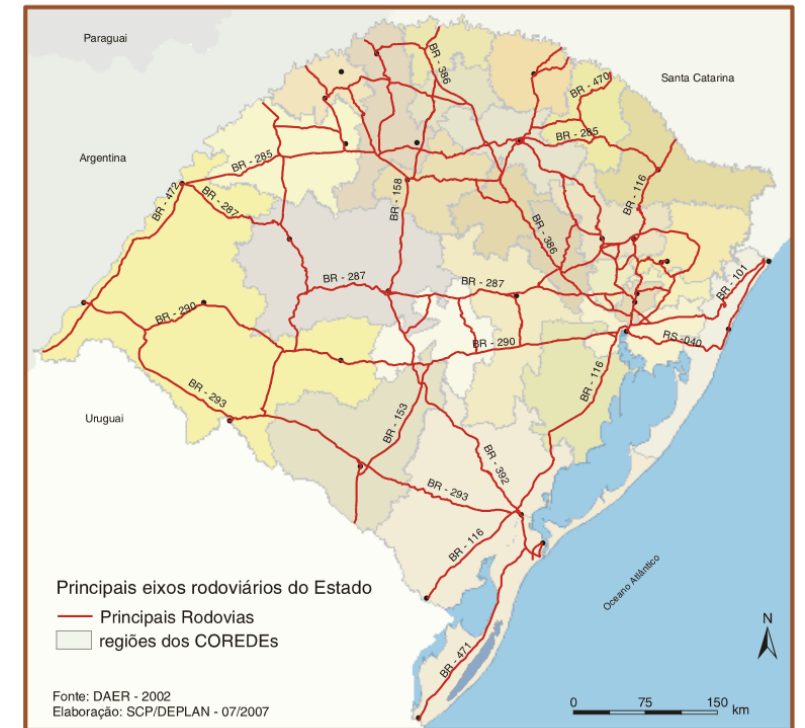 Paraguai
Santa Catarina
Argentina
Uruguai
Oceano Atlântico
BR - 386
BR - 470
BR - 285
BR - 285
BR - 472
BR - 287
BR - 158
BR - 116
BR - 386
BR - 287
BR - 287
BR - 101
BR - 290
BR - 290
RS -040
BR - 116
BR - 293
BR - 153
BR - 392
BR - 293
BR - 116
BR - 471
Principais eixos rodoviários do Estado
Principais Rodovias
regiões dos COREDEs
Fonte: DAER - 2002
Elaboração: SCP/DEPLAN - 07/2007
N
0 75 150 km